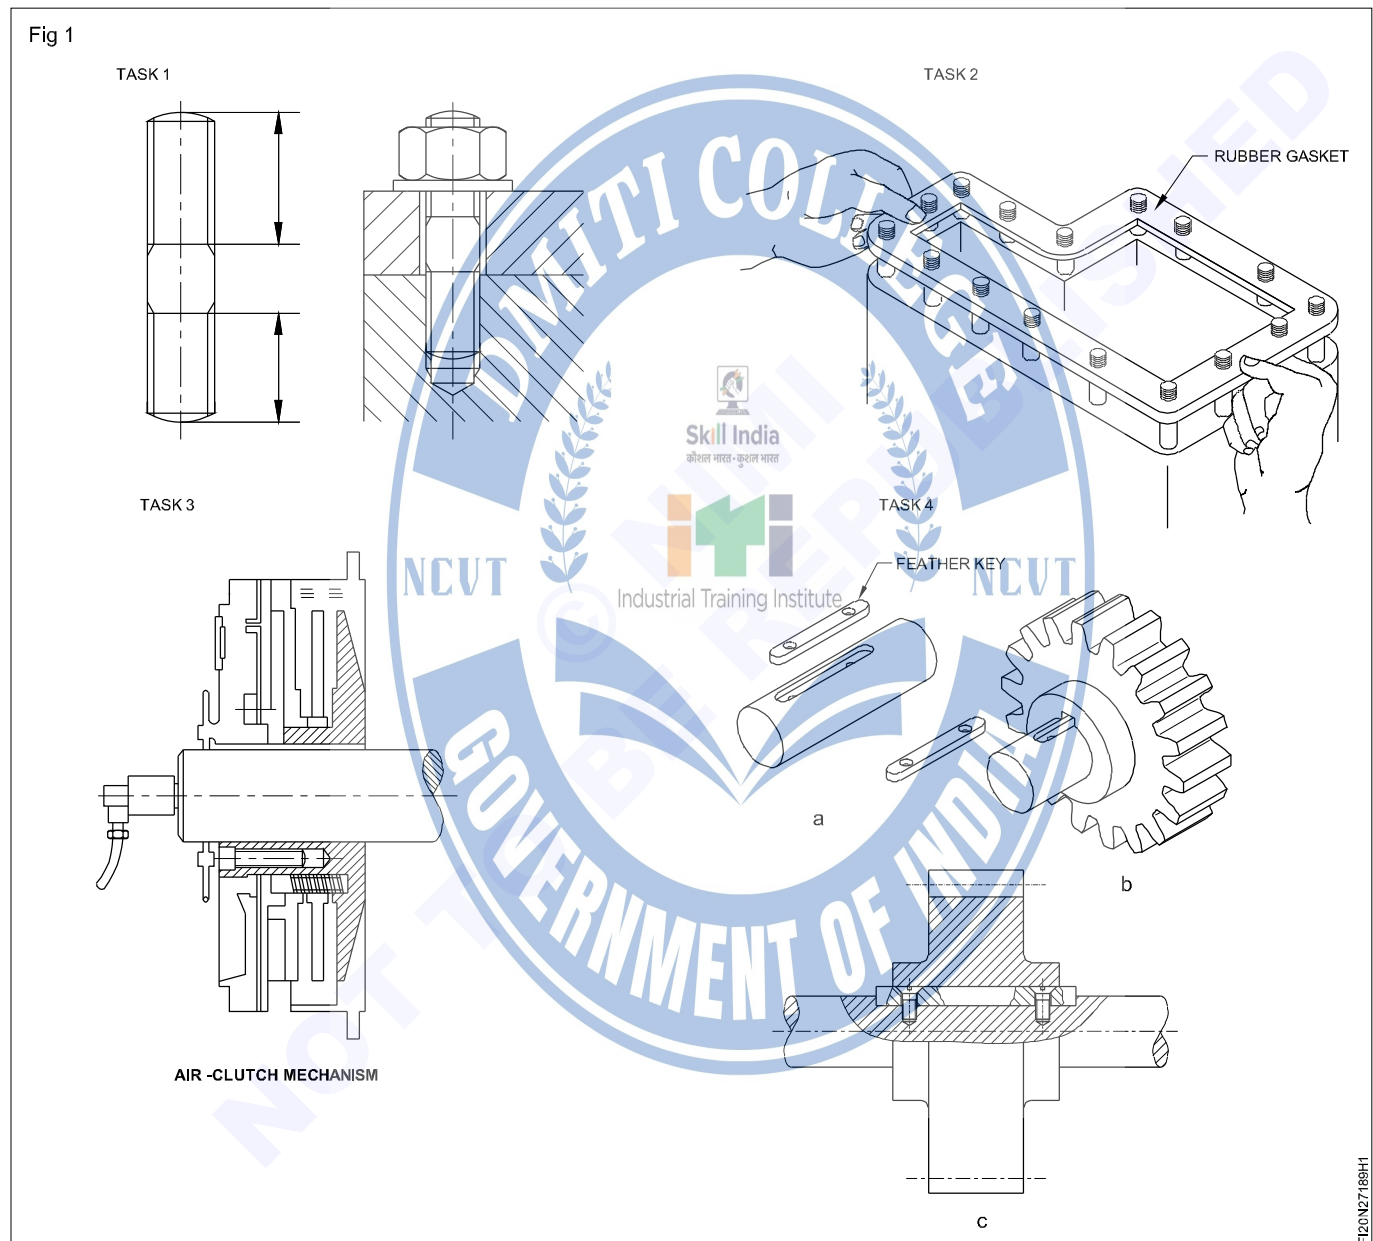 Fig 1
TASK 1
TASK 2
RUBBER GASKET
DMITI COLLEGE
Skill India
कौशल भारत-कुशल भारत
TASK 3
TASK 4
iTi
Industrial Training Institute
NCVT
NCVT
FEATHER KEY
a
b
GOVERNMENT OF INDIA
AIR -CLUTCH MECHANISM
c
© NIMI
NOT TO BE REPUBLISHED
FI20N27189H1